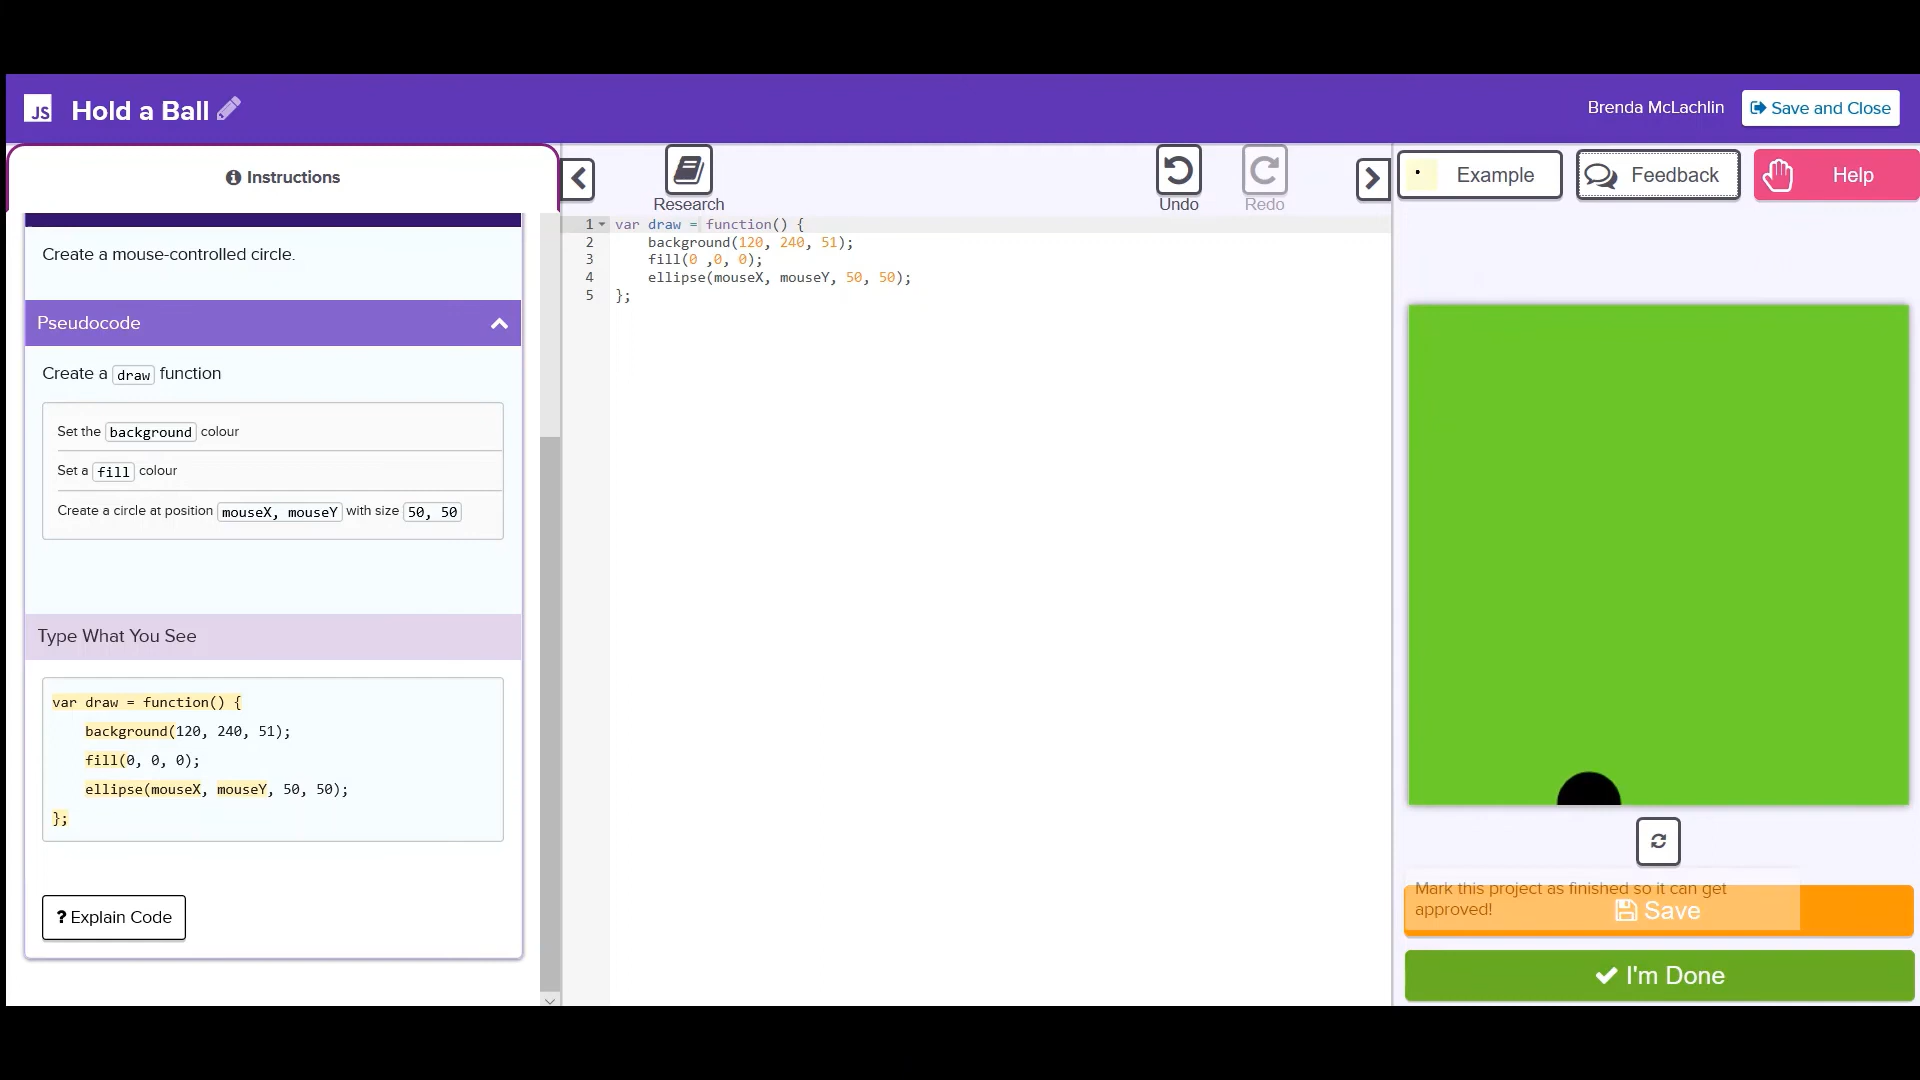 JS Hold a Ball
Brenda McLachlin
Save and Close
Instructions
Research
Undo
Redo
Example
Feedback
Help
Create a mouse-controlled circle.
Pseudocode
Create a draw function
Set the background colour
Set a fill colour
Create a circle at position mouseX, mouseY with size 50, 50
Type What You See
var draw = function() {
background(120, 240, 51);
fill(0, 0, 0);
ellipse(mouseX, mouseY, 50, 50);
};
? Explain Code
1 var draw = function() {
2 background(120, 240, 51);
3 fill(0 ,0, 0);
4 ellipse(mouseX, mouseY, 50, 50);
5 };
Mark this project as finished so it can get
approved!
Save
I'm Done